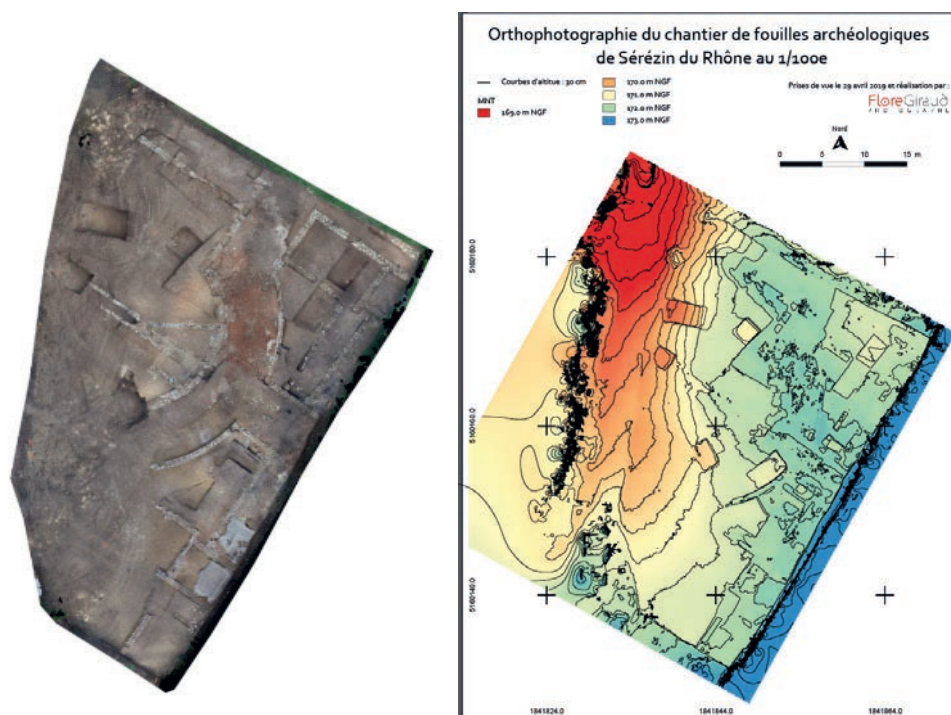 Orthophotographie du chantier de fouilles archéologiques
de Sérézin du Rhône au 1/100e
Courbes d'altitue : 30 cm
MNT
169.0 m NGF
170.0 m NGF
171.0 m NGF
172.0 m NGF
173.0 m NGF
Prises de vue le 29 avril 2019 et réalisation par :
FloreGiraud
Nord
0 5 10 15 m
5160180.0
5160160.0
5160140.0
1841824.0 1841844.0 1841864.0